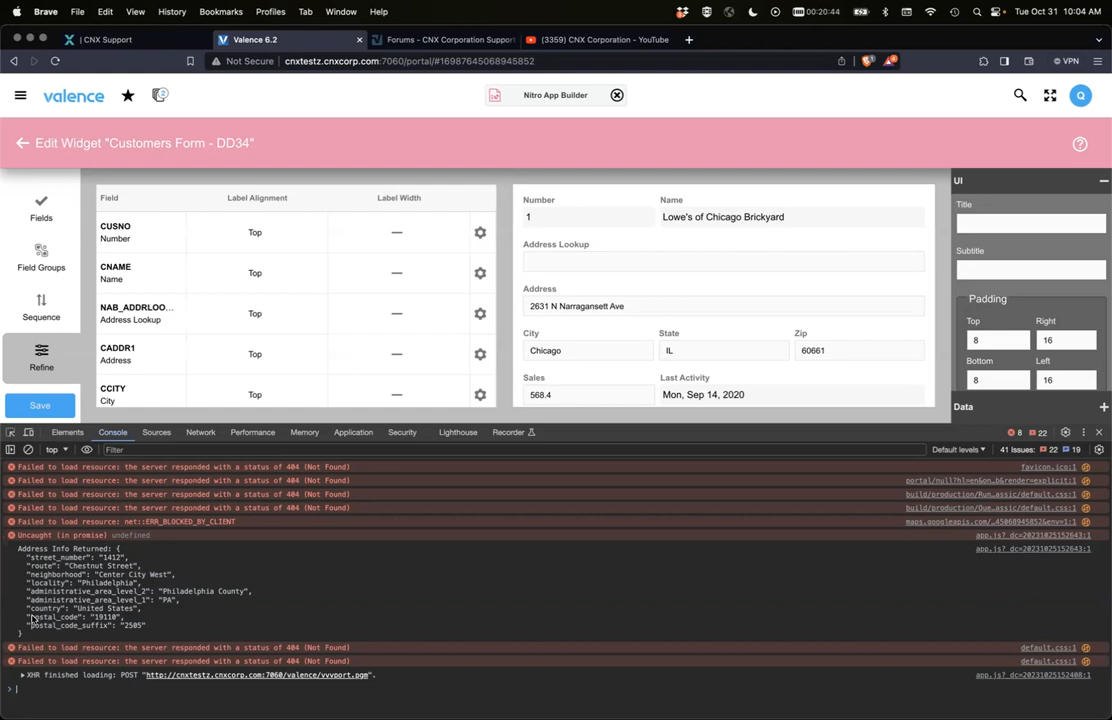 Brave File Edit View History Bookmarks Profiles Tab Window Help 00:20:44 Tue Oct 31 10:04 AM
| CNX Support Valence 6.2 Forums - CNX Corporation Support (3359) CNX Corporation - YouTube
Not Secure cnxtestz.cnxcorp.com:7060/portal/#16987645068945852 VPN
valence 2 Nitro App Builder Q
Edit Widget "Customers Form - DD34"
Fields
Field Groups
Sequence
Refine
Save
Field Label Alignment Label Width
CUSNO
Number
Top —
CNAME
Name
Top —
NAB_ADDRLOO...
Address Lookup
Top —
CADDR1
Address
Top —
CCITY
City
Top —
Number Name
1 Lowe's of Chicago Brickyard
Address Lookup
Address
2631 N Narragansett Ave
City State Zip
Chicago IL 60661
Sales Last Activity
568.4 Mon, Sep 14, 2020
UI
Title
Subtitle
Padding
Top Right
8 16
Bottom Left
8 16
Data
Elements Console Sources Network Performance Memory Application Security Lighthouse Recorder 8 22
top Filter Default levels 41 Issues: 22 19
Failed to load resource: the server responded with a status of 404 (Not Found) favicon.ico:1
Failed to load resource: the server responded with a status of 404 (Not Found) portal/null?hl=en&on…b&render=explicit:1
Failed to load resource: the server responded with a status of 404 (Not Found) build/production/Run…assic/default.css:1
Failed to load resource: the server responded with a status of 404 (Not Found) build/production/Que…assic/default.css:1
Failed to load resource: net::ERR_BLOCKED_BY_CLIENT maps.googleapis.com/…45068945852&env=1:1
Uncaught (in promise) undefined app.js?_dc=20231025152643:1
Address Info Returned: { app.js?_dc=20231025152643:1
"street_number": "1412",
"route": "Chestnut Street",
"neighborhood": "Center City West",
"locality": "Philadelphia",
"administrative_area_level_2": "Philadelphia County",
"administrative_area_level_1": "PA",
"country": "United States",
"postal_code": "19110",
"postal_code_suffix": "2505"
}
Failed to load resource: the server responded with a status of 404 (Not Found) default.css:1
Failed to load resource: the server responded with a status of 404 (Not Found) default.css:1
XHR finished loading: POST "http://cnxtestz.cnxcorp.com:7060/valence/vvvport.pgm". app.js?_dc=20231025152408:1